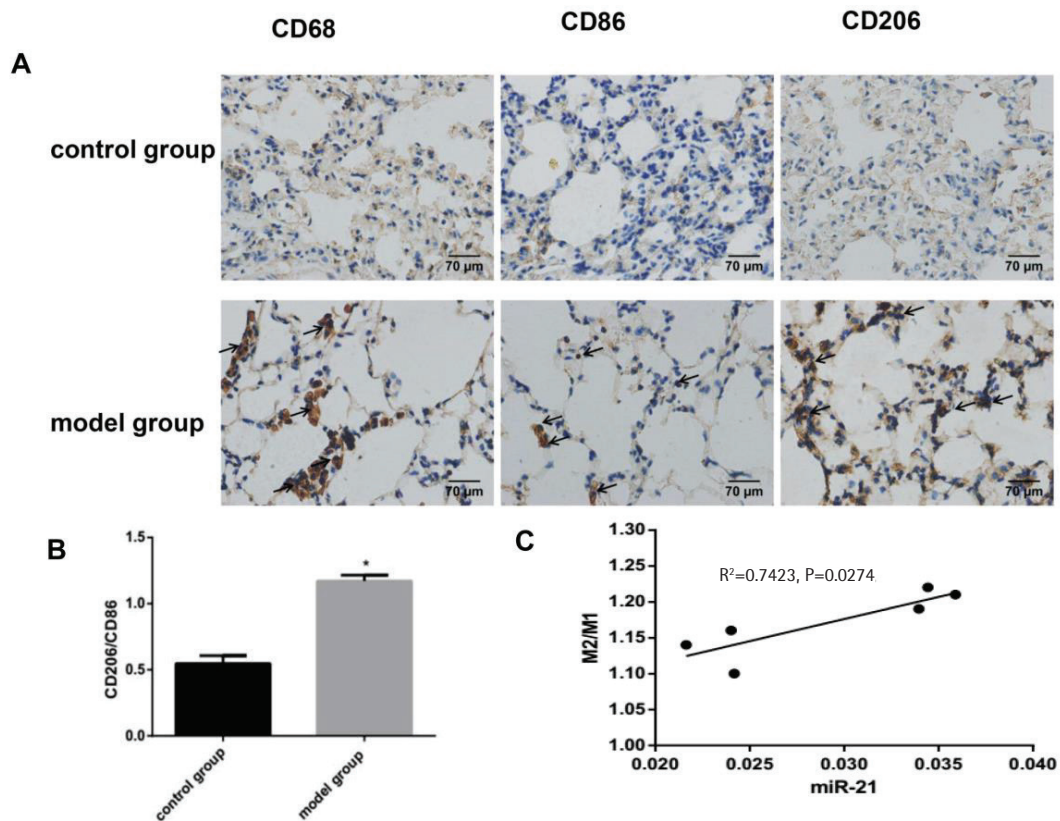 CD68 CD86 CD206
A
control group
70 µm 70 µm 70 µm
model group
70 µm 70 µm 70 µm
B
CD206/CD86
1.5
1.0
0.5
0.0
*
control group
model group
C
M2/M1
1.30
1.25
1.20
1.15
1.10
1.05
1.00
R²=0.7423, P=0.0274
0.020 0.025 0.030 0.035 0.040
miR-21